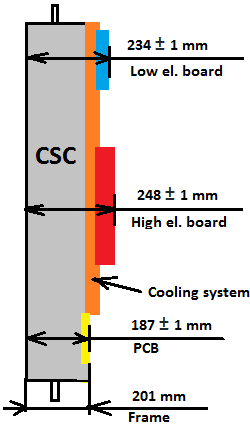 234 ± 1 mm
Low el. board
CSC
248 ± 1 mm
High el. board
Cooling system
187 ± 1 mm
PCB
201 mm
Frame